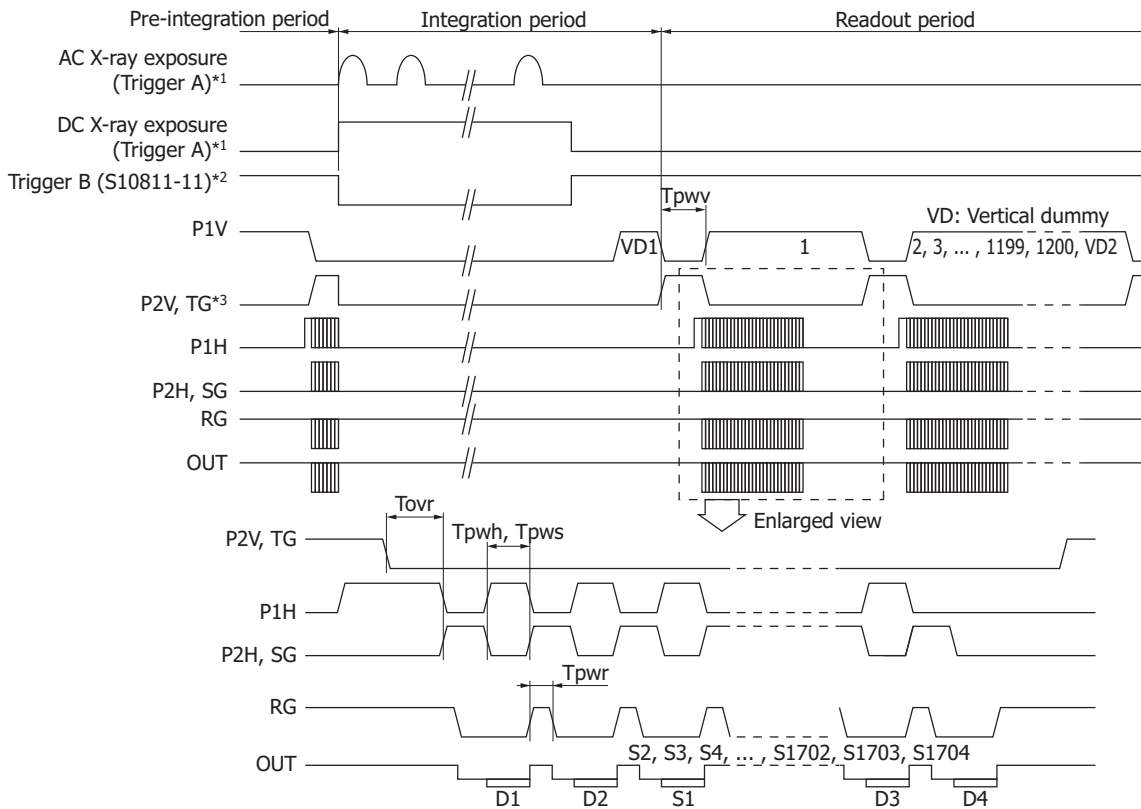 Pre-integration period
Integration period
Readout period
AC X-ray exposure
(Trigger A)*1
DC X-ray exposure
(Trigger A)*1
Trigger B (S10811-11)*2
Tpwv
VD: Vertical dummy
P1V
VD1
1
2, 3, ... , 1199, 1200, VD2
P2V, TG*3
P1H
P2H, SG
RG
OUT
Enlarged view
Tovr
Tpwh, Tpws
P2V, TG
P1H
P2H, SG
Tpwr
RG
S2, S3, S4, ... , S1702, S1703, S1704
OUT
D1
D2
S1
D3
D4